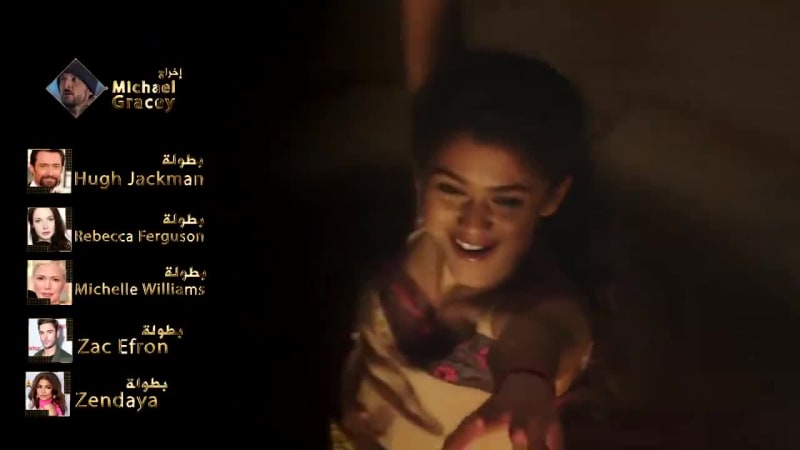 إخراج
Michael
Gracey
بطولة
Hugh Jackman
بطولة
Rebecca Ferguson
بطولة
Michelle Williams
بطولة
Zac Efron
بطولة
Zendaya